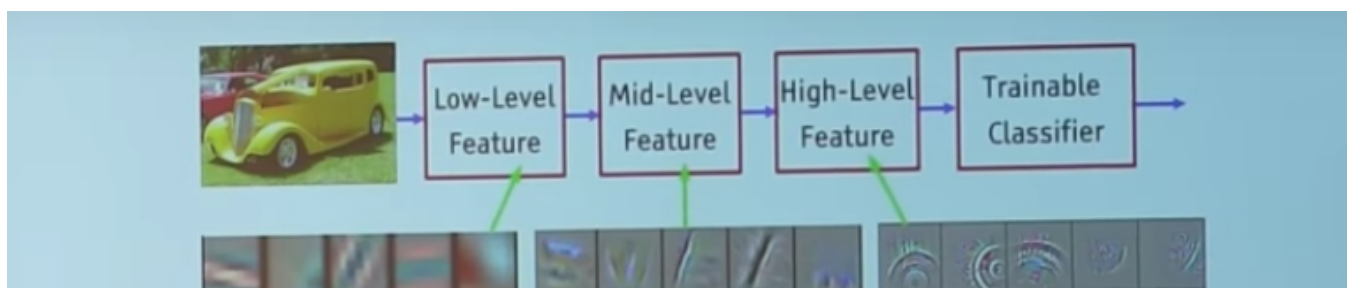 Low-Level
Feature
Mid-Level
Feature
High-Level
Feature
Trainable
Classifier